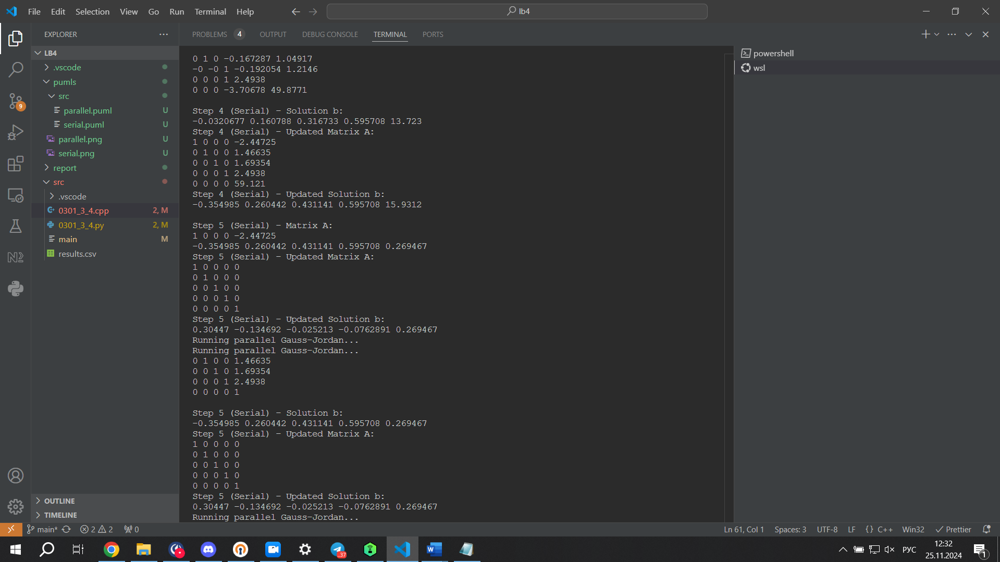 File Edit Selection View Go Run Terminal Help
lb4
EXPLORER
LB4
.vscode
pumls
src
parallel.puml U
serial.puml U
parallel.png U
serial.png U
report
src
.vscode
0301_3_4.cpp 2, M
0301_3_4.py 2, M
main M
results.csv
OUTLINE
TIMELINE
9
PROBLEMS 4 OUTPUT DEBUG CONSOLE TERMINAL PORTS
0 1 0 -0.167287 1.04917
-0 -0 1 -0.192054 1.2146
0 0 0 1 2.4938
0 0 0 -3.70678 49.8771
Step 4 (Serial) - Solution b:
-0.0320677 0.160788 0.316733 0.595708 13.723
Step 4 (Serial) - Updated Matrix A:
1 0 0 0 -2.44725
0 1 0 0 1.46635
0 0 1 0 1.69354
0 0 0 1 2.4938
0 0 0 0 59.121
Step 4 (Serial) - Updated Solution b:
-0.354985 0.260442 0.431141 0.595708 15.9312
Step 5 (Serial) - Matrix A:
1 0 0 0 -2.44725
-0.354985 0.260442 0.431141 0.595708 0.269467
Step 5 (Serial) - Updated Matrix A:
1 0 0 0 0
0 1 0 0 0
0 0 1 0 0
0 0 0 1 0
0 0 0 0 1
Step 5 (Serial) - Updated Solution b:
0.30447 -0.134692 -0.025213 -0.0762891 0.269467
Running parallel Gauss-Jordan...
Running parallel Gauss-Jordan...
0 1 0 0 1.46635
0 0 1 0 1.69354
0 0 0 1 2.4938
0 0 0 0 1
Step 5 (Serial) - Solution b:
-0.354985 0.260442 0.431141 0.595708 0.269467
Step 5 (Serial) - Updated Matrix A:
1 0 0 0 0
0 1 0 0 0
0 0 1 0 0
0 0 0 1 0
0 0 0 0 1
Step 5 (Serial) - Updated Solution b:
0.30447 -0.134692 -0.025213 -0.0762891 0.269467
Running parallel Gauss-Jordan...
powershell
wsl
main* 2 2 0
Ln 61, Col 1 Spaces: 3 UTF-8 LF {} C++ Win32 Prettier
37
W
РУС
12:32
25.11.2024
1